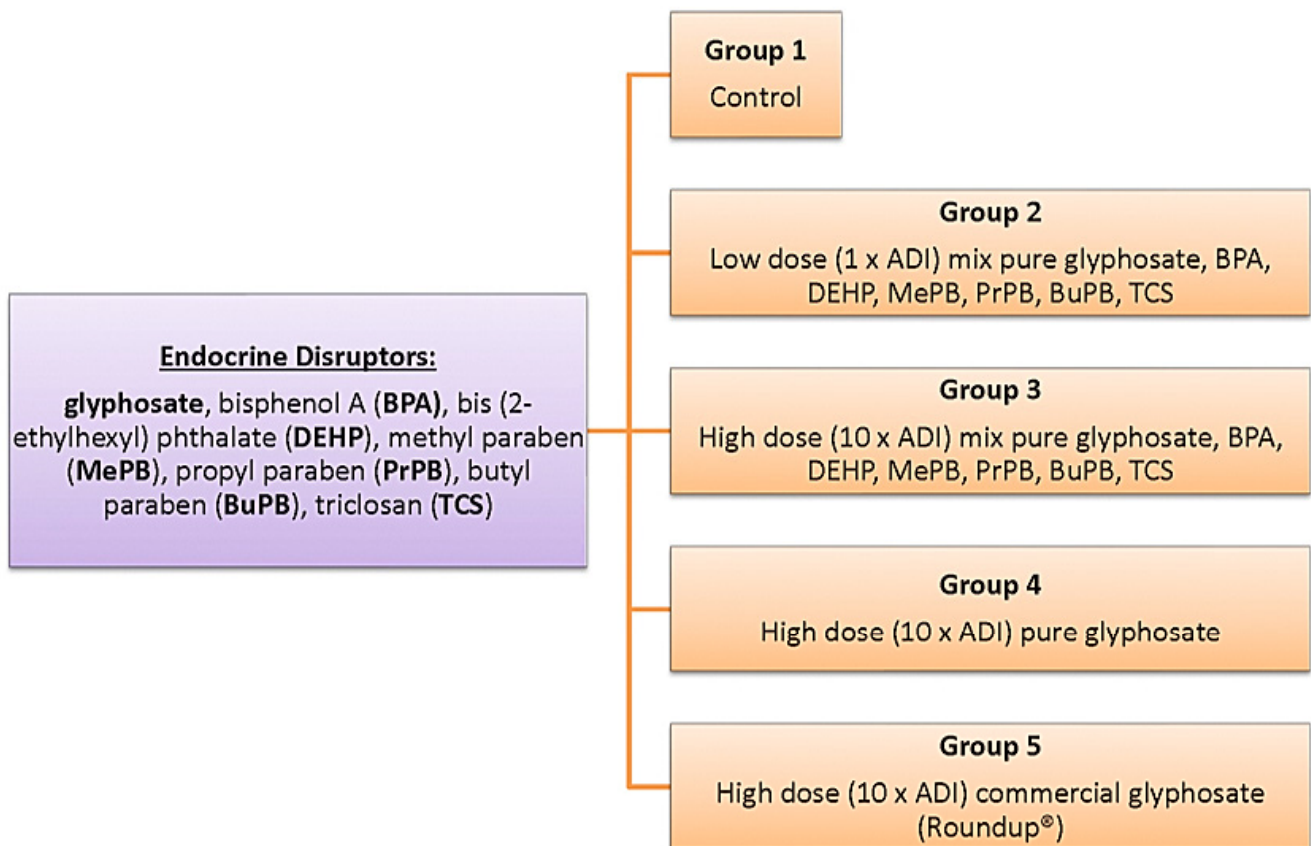 Group 1
Control
Group 2
Low dose (1 x ADI) mix pure glyphosate, BPA,
DEHP, MePB, PrPB, BuPB, TCS
Endocrine Disruptors:
glyphosate, bisphenol A (BPA), bis (2-
ethylhexyl) phthalate (DEHP), methyl paraben
(MePB), propyl paraben (PrPB), butyl
paraben (BuPB), triclosan (TCS)
Group 3
High dose (10 x ADI) mix pure glyphosate, BPA,
DEHP, MePB, PrPB, BuPB, TCS
Group 4
High dose (10 x ADI) pure glyphosate
Group 5
High dose (10 x ADI) commercial glyphosate
(Roundup®)